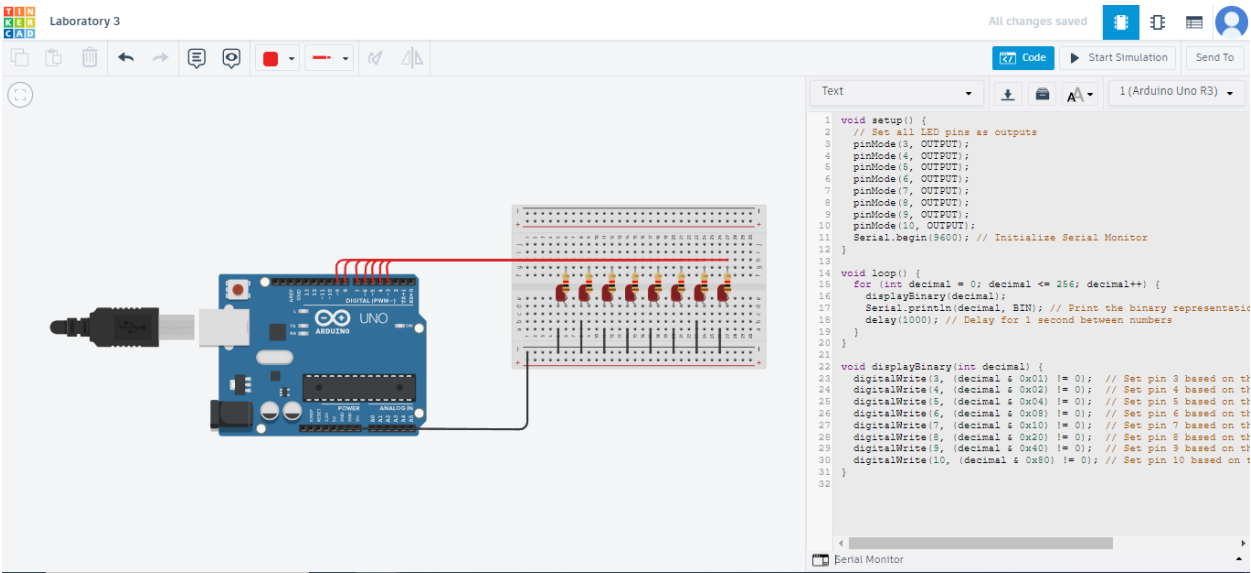 TIN
KER
CAD
Laboratory 3
All changes saved
Code
Start Simulation
Send To
Text
1 (Arduino Uno R3)
1 void setup() {
2 // Set all LED pins as outputs
3 pinMode(3, OUTPUT);
4 pinMode(4, OUTPUT);
5 pinMode(5, OUTPUT);
6 pinMode(6, OUTPUT);
7 pinMode(7, OUTPUT);
8 pinMode(8, OUTPUT);
9 pinMode(9, OUTPUT);
10 pinMode(10, OUTPUT);
11 Serial.begin(9600); // Initialize Serial Monitor
12 }
13
14 void loop() {
15 for (int decimal = 0; decimal <= 256; decimal++) {
16 displayBinary(decimal);
17 Serial.println(decimal, BIN); // Print the binary representatio
18 delay(1000); // Delay for 1 second between numbers
19 }
20 }
21
22 void displayBinary(int decimal) {
23 digitalWrite(3, (decimal & 0x01) != 0); // Set pin 3 based on th
24 digitalWrite(4, (decimal & 0x02) != 0); // Set pin 4 based on th
25 digitalWrite(5, (decimal & 0x04) != 0); // Set pin 5 based on th
26 digitalWrite(6, (decimal & 0x08) != 0); // Set pin 6 based on th
27 digitalWrite(7, (decimal & 0x10) != 0); // Set pin 7 based on th
28 digitalWrite(8, (decimal & 0x20) != 0); // Set pin 8 based on th
29 digitalWrite(9, (decimal & 0x40) != 0); // Set pin 9 based on th
30 digitalWrite(10, (decimal & 0x80) != 0); // Set pin 10 based on t
31 }
32
Serial Monitor
AREF
GND
DIGITAL (PWM ~)
UNO
ARDUINO
ON
POWER
ANALOG IN
RESET
A0
A1
A2
A3
A4
A5